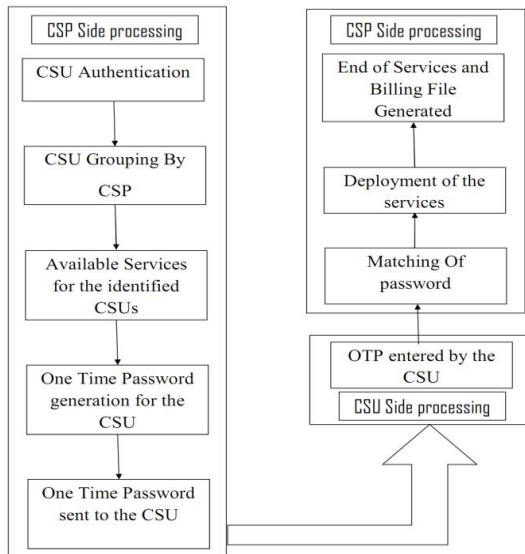 CSP Side processing
CSU Authentication
CSU Grouping By
CSP
Available Services
for the identified
CSUs
One Time Password
generation for the
CSU
One Time Password
sent to the CSU
CSP Side processing
End of Services and
Billing File
Generated
Deployment of the
services
Matching Of
password
OTP entered by the
CSU
CSU Side processing